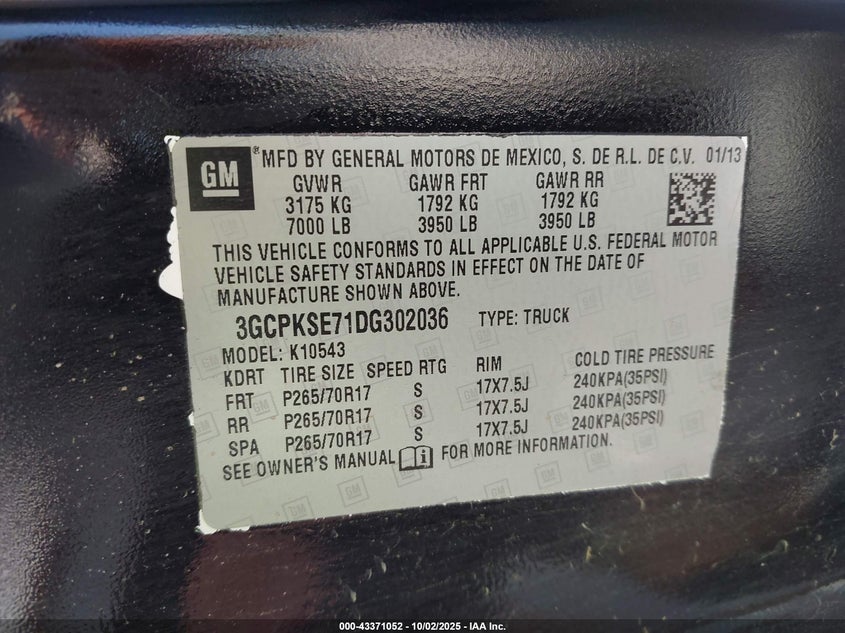 GM ® MFD BY GENERAL MOTORS DE MEXICO, S. DE R.L. DE C.V. 01/13
GVWR GAWR FRT GAWR RR
3175 KG 1792 KG 1792 KG
7000 LB 3950 LB 3950 LB
THIS VEHICLE CONFORMS TO ALL APPLICABLE U.S. FEDERAL MOTOR
VEHICLE SAFETY STANDARDS IN EFFECT ON THE DATE OF
MANUFACTURE SHOWN ABOVE.
3GCPKSE71DG302036 TYPE: TRUCK
MODEL: K10543
KDRT TIRE SIZE SPEED RTG RIM COLD TIRE PRESSURE
FRT P265/70R17 S 17X7.5J 240KPA(35PSI)
RR P265/70R17 S 17X7.5J 240KPA(35PSI)
SPA P265/70R17 S 17X7.5J 240KPA(35PSI)
SEE OWNER'S MANUAL i FOR MORE INFORMATION.
000-43371052 - 10/02/2025 - IAA Inc.